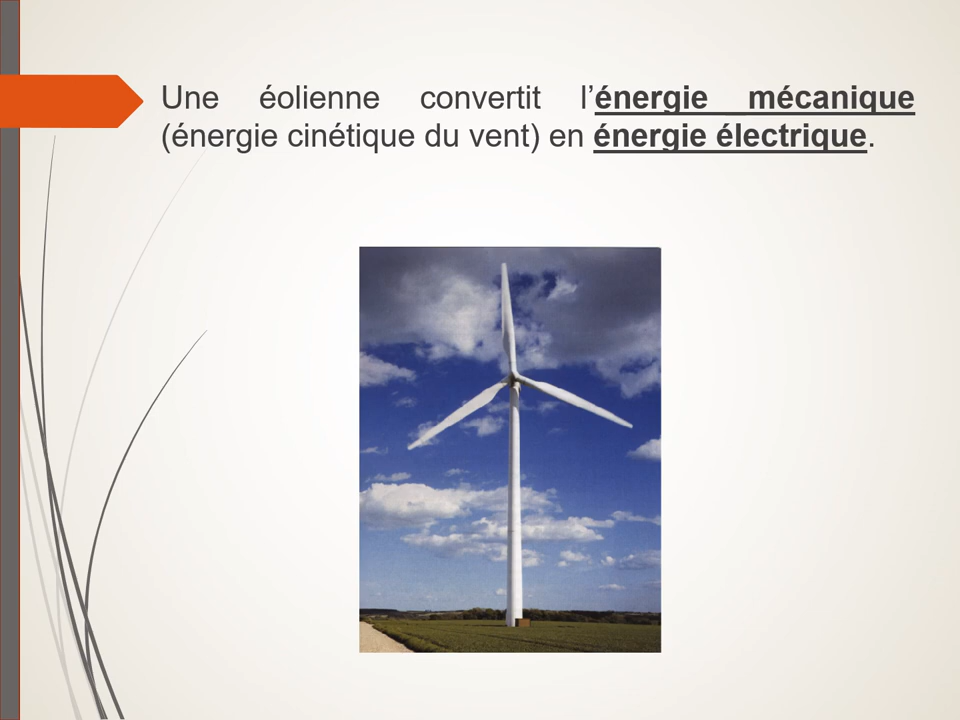 Une éolienne convertit l’énergie mécanique
(énergie cinétique du vent) en énergie électrique.